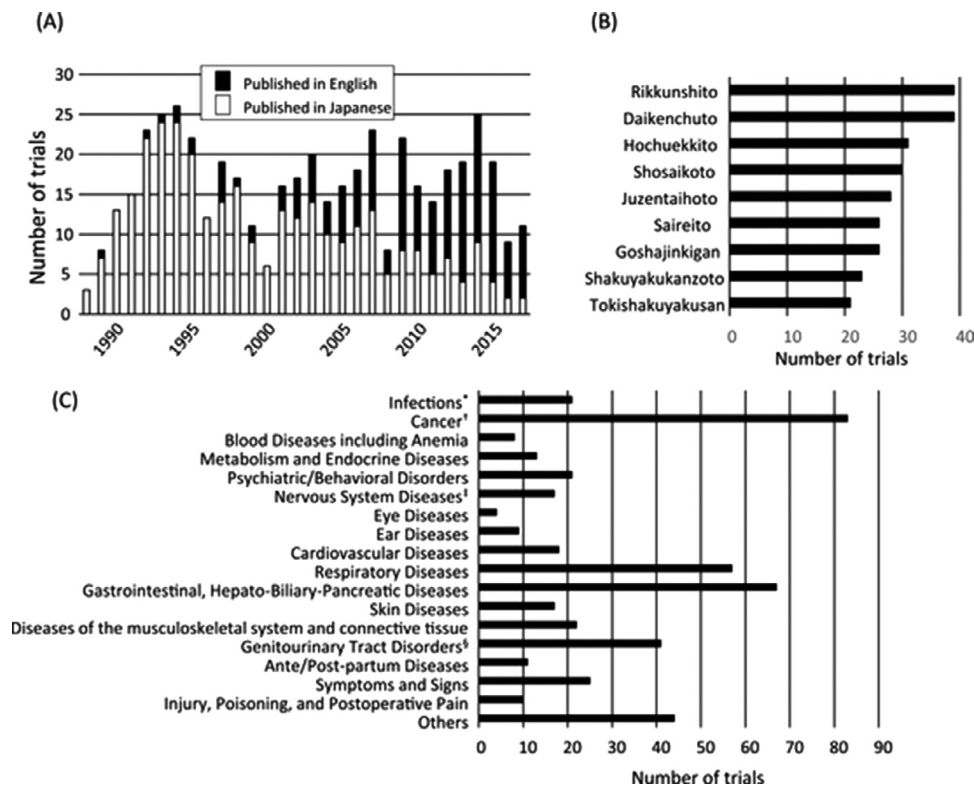 (A)
Number of trials
30
25
20
15
10
5
0
Published in English
Published in Japanese
1990
1995
2000
2005
2010
2015
(B)
Rikkunshito
Daikenchuto
Hochuekkito
Shosaikoto
Juzentaihoto
Saireito
Goshajinkigan
Shakuyakukanzoto
Tokishakuyakusan
0 10 20 30 40
Number of trials
(C)
Infections*
Cancer†
Blood Diseases including Anemia
Metabolism and Endocrine Diseases
Psychiatric/Behavioral Disorders
Nervous System Diseases‡
Eye Diseases
Ear Diseases
Cardiovascular Diseases
Respiratory Diseases
Gastrointestinal, Hepato-Biliary-Pancreatic Diseases
Skin Diseases
Diseases of the musculoskeletal system and connective tissue
Genitourinary Tract Disorders§
Ante/Post-partum Diseases
Symptoms and Signs
Injury, Poisoning, and Postoperative Pain
Others
0 10 20 30 40 50 60 70 80 90
Number of trials